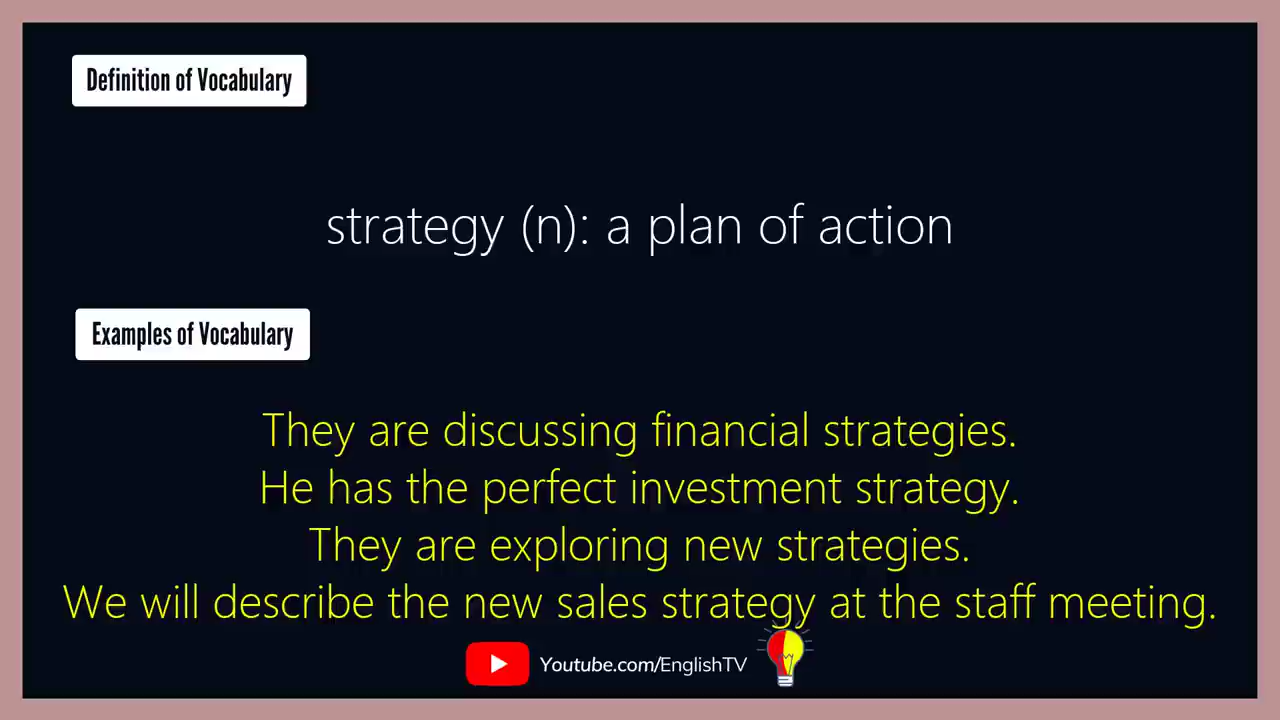 Definition of Vocabulary
strategy (n): a plan of action
Examples of Vocabulary
They are discussing financial strategies.
He has the perfect investment strategy.
They are exploring new strategies.
We will describe the new sales strategy at the staff meeting.
Youtube.com/EnglishTV